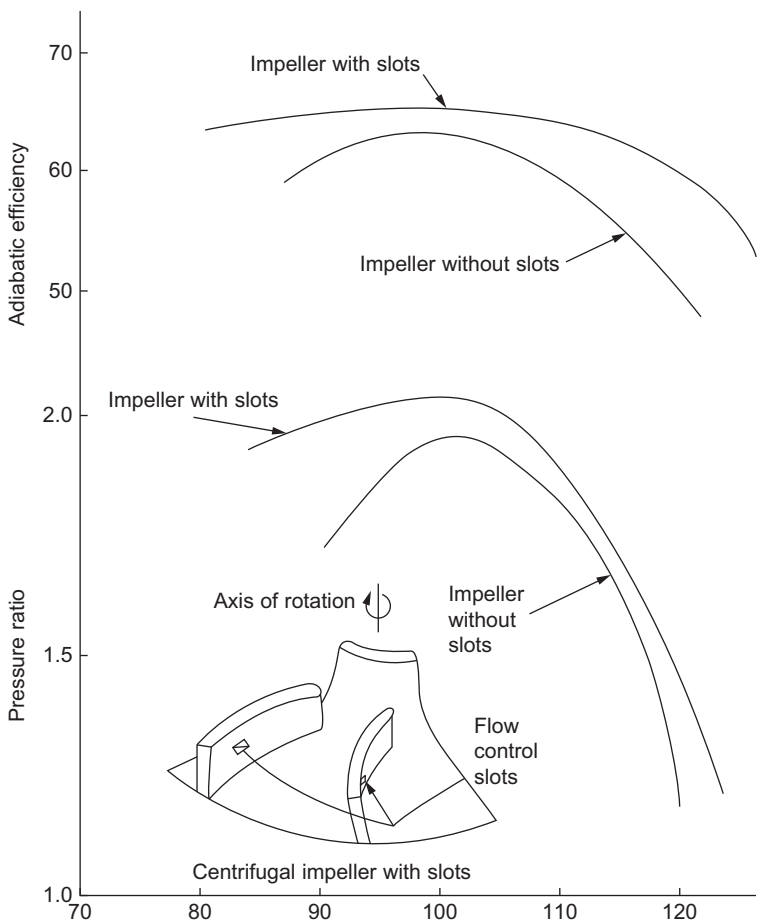 70
Impeller with slots
60
Adiabatic efficiency
Impeller without slots
50
Impeller with slots
2.0
Axis of rotation
Impeller
without
slots
1.5
Pressure ratio
Flow
control
slots
Centrifugal impeller with slots
1.0
70 80 90 100 110 120